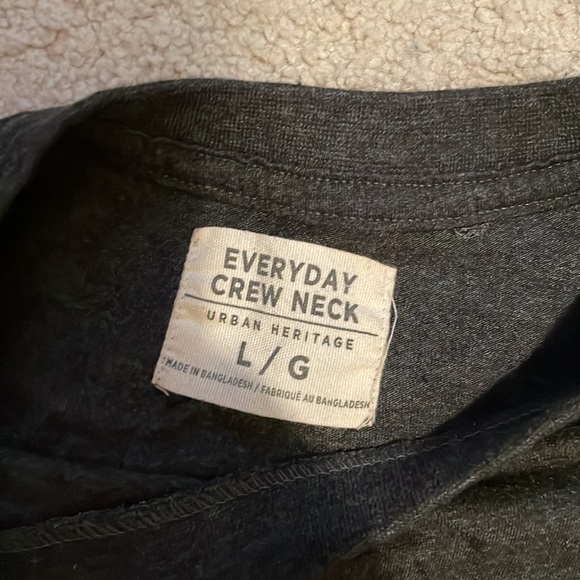 EVERYDAY
CREW NECK
URBAN HERITAGE
L / G
MADE IN BANGLADESH / FABRIQUÉ AU BANGLADESH